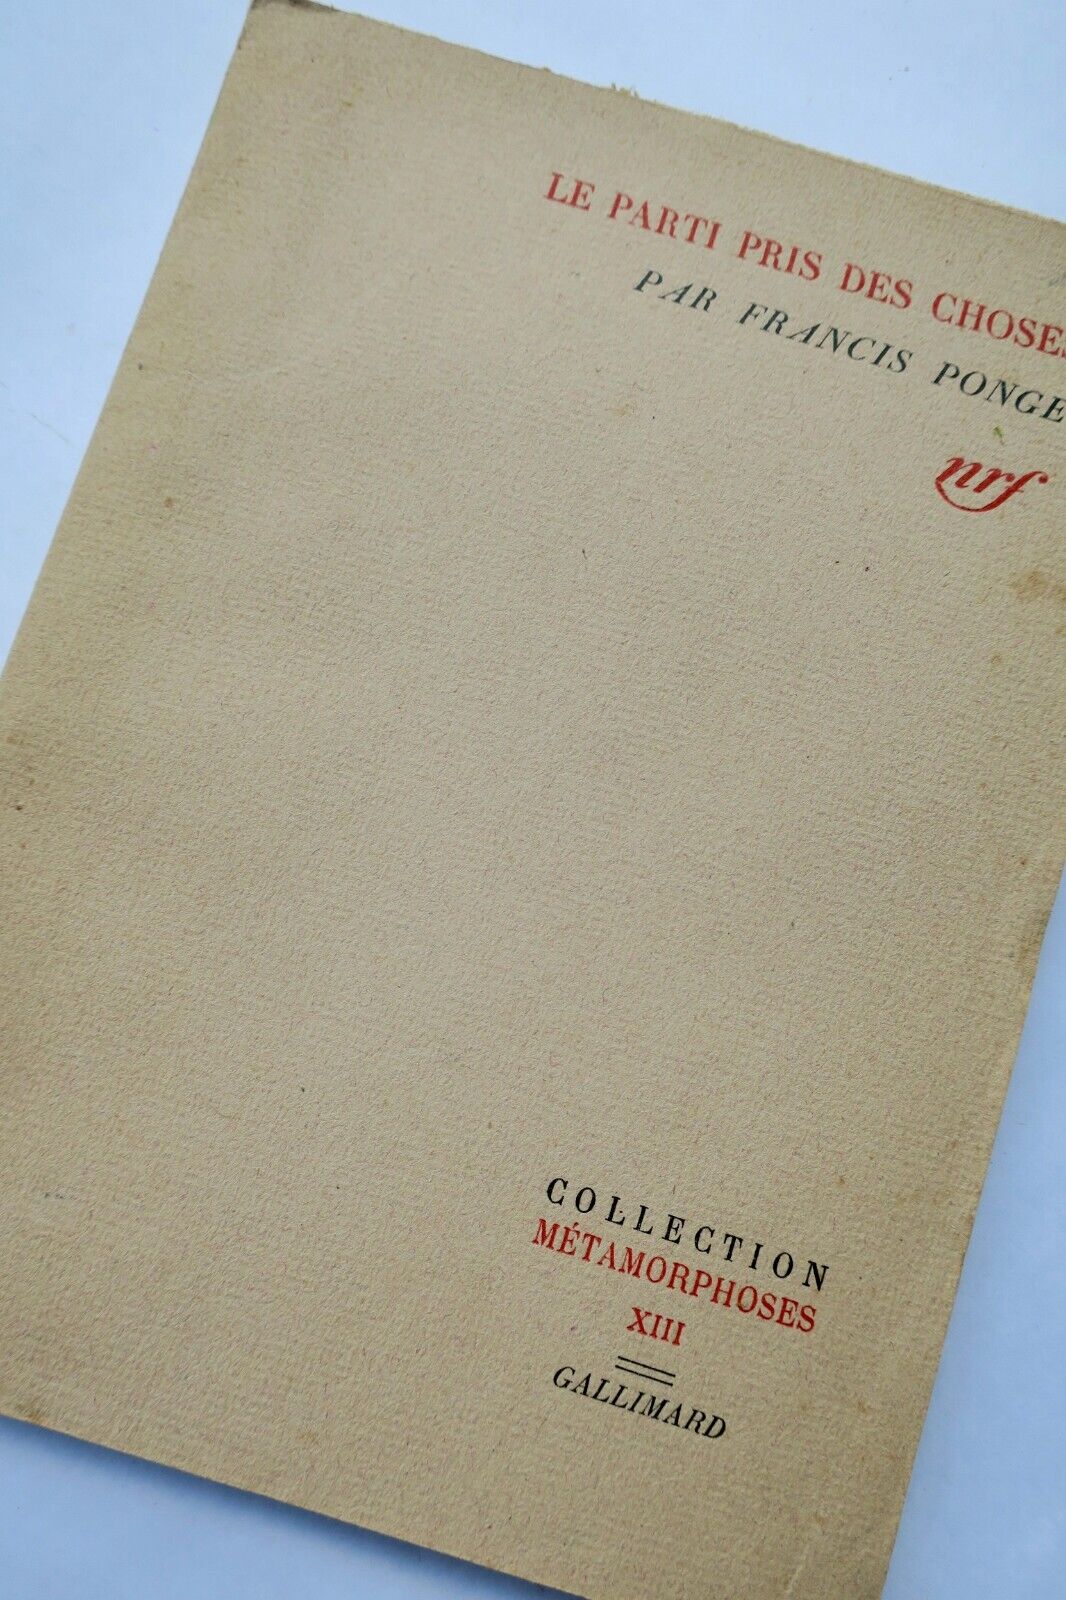 LE PARTI PRIS DES CHOSES
PAR FRANCIS PONGE
nrf
COLLECTION
MÉTAMORPHOSES
XIII
GALLIMARD